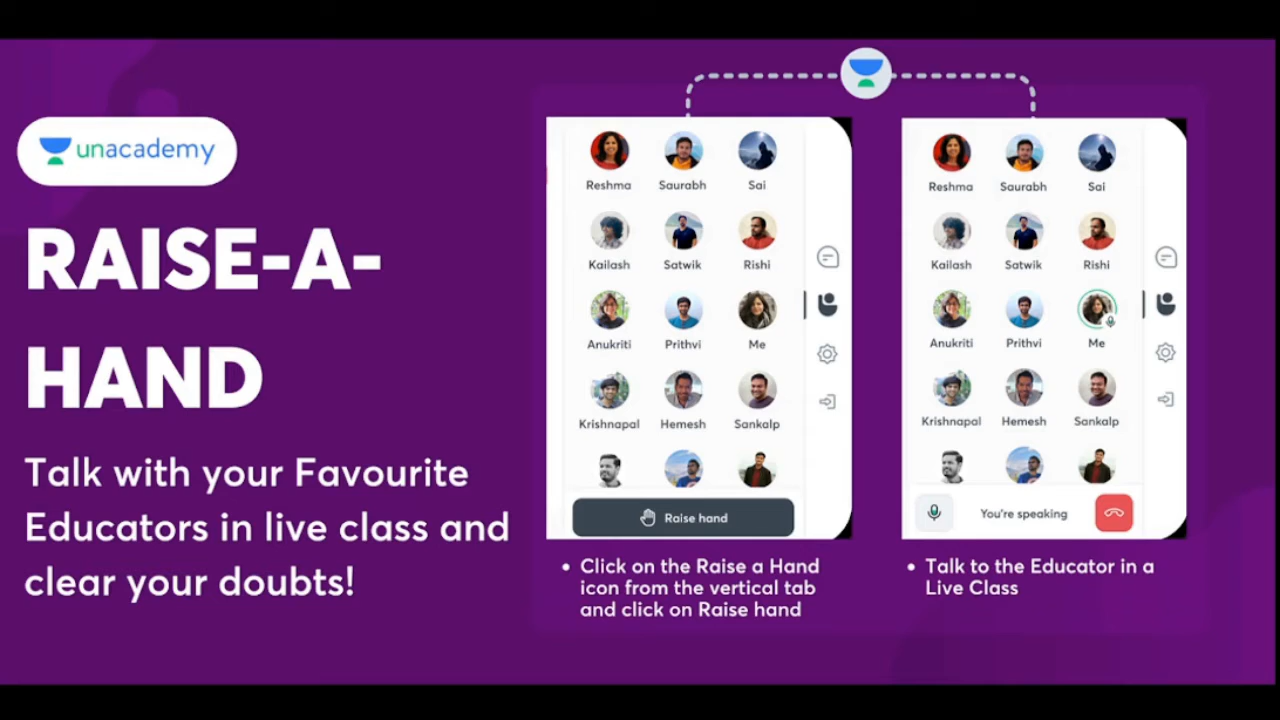 unacademy
RAISE-A-
HAND
Talk with your Favourite
Educators in live class and
clear your doubts!
Reshma Saurabh Sai
Kailash Satwik Rishi
Anukriti Prithvi Me
Krishnapal Hemesh Sankalp
Raise hand
• Click on the Raise a Hand
icon from the vertical tab
and click on Raise hand
Reshma Saurabh Sai
Kailash Satwik Rishi
Anukriti Prithvi Me
Krishnapal Hemesh Sankalp
You're speaking
• Talk to the Educator in a
Live Class